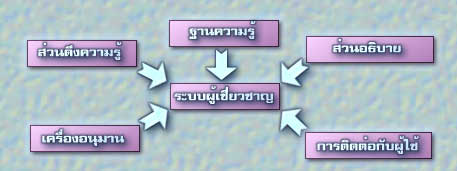 ฐานความรู้
ส่วนดึงความรู้
ส่วนอธิบาย
ระบบผู้เชี่ยวชาญ
เครื่องอนุมาน
การติดต่อกับผู้ใช้